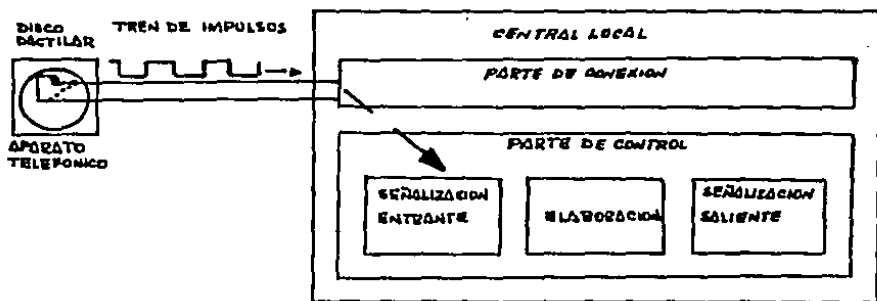 DISCO
DACTILAR
TREN DE IMPULSOS
APARATO
TELEFONICO
CENTRAL LOCAL
PARTE DE CONEXION
PARTE DE CONTROL
SEÑALIZACION
ENTRANTE
ELABORACION
SEÑALIZACION
SALIENTE